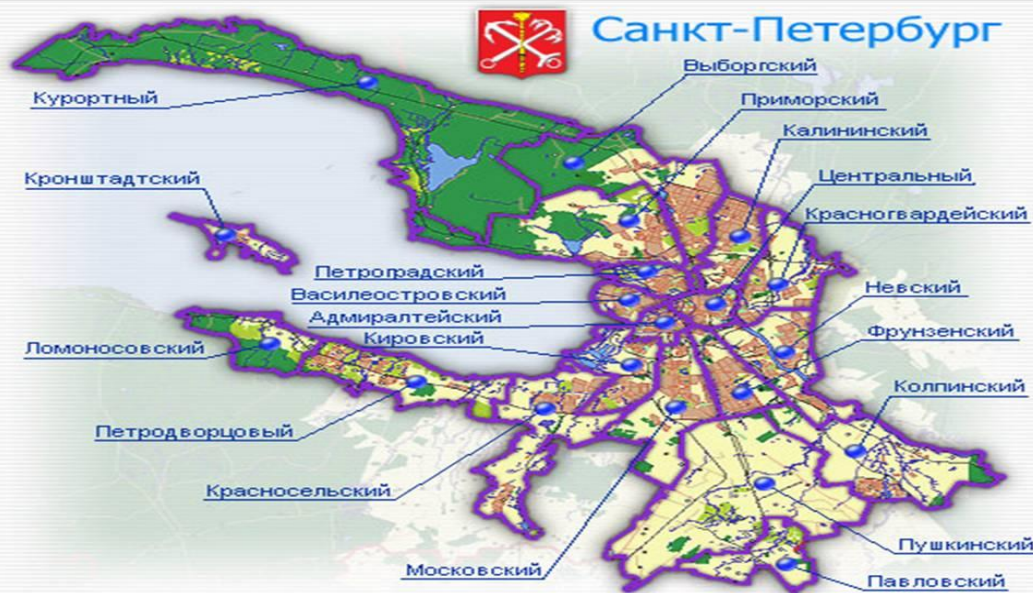 Санкт-Петербург
Выборгский
Курортный
Приморский
Калининский
Кронштадтский
Центральный
Красногвардейский
Петроградский
Василеостровский
Невский
Адмиралтейский
Фрунзенский
Кировский
Ломоносовский
Колпинский
Петродворцовый
Красносельский
Пушкинский
Московский
Павловский